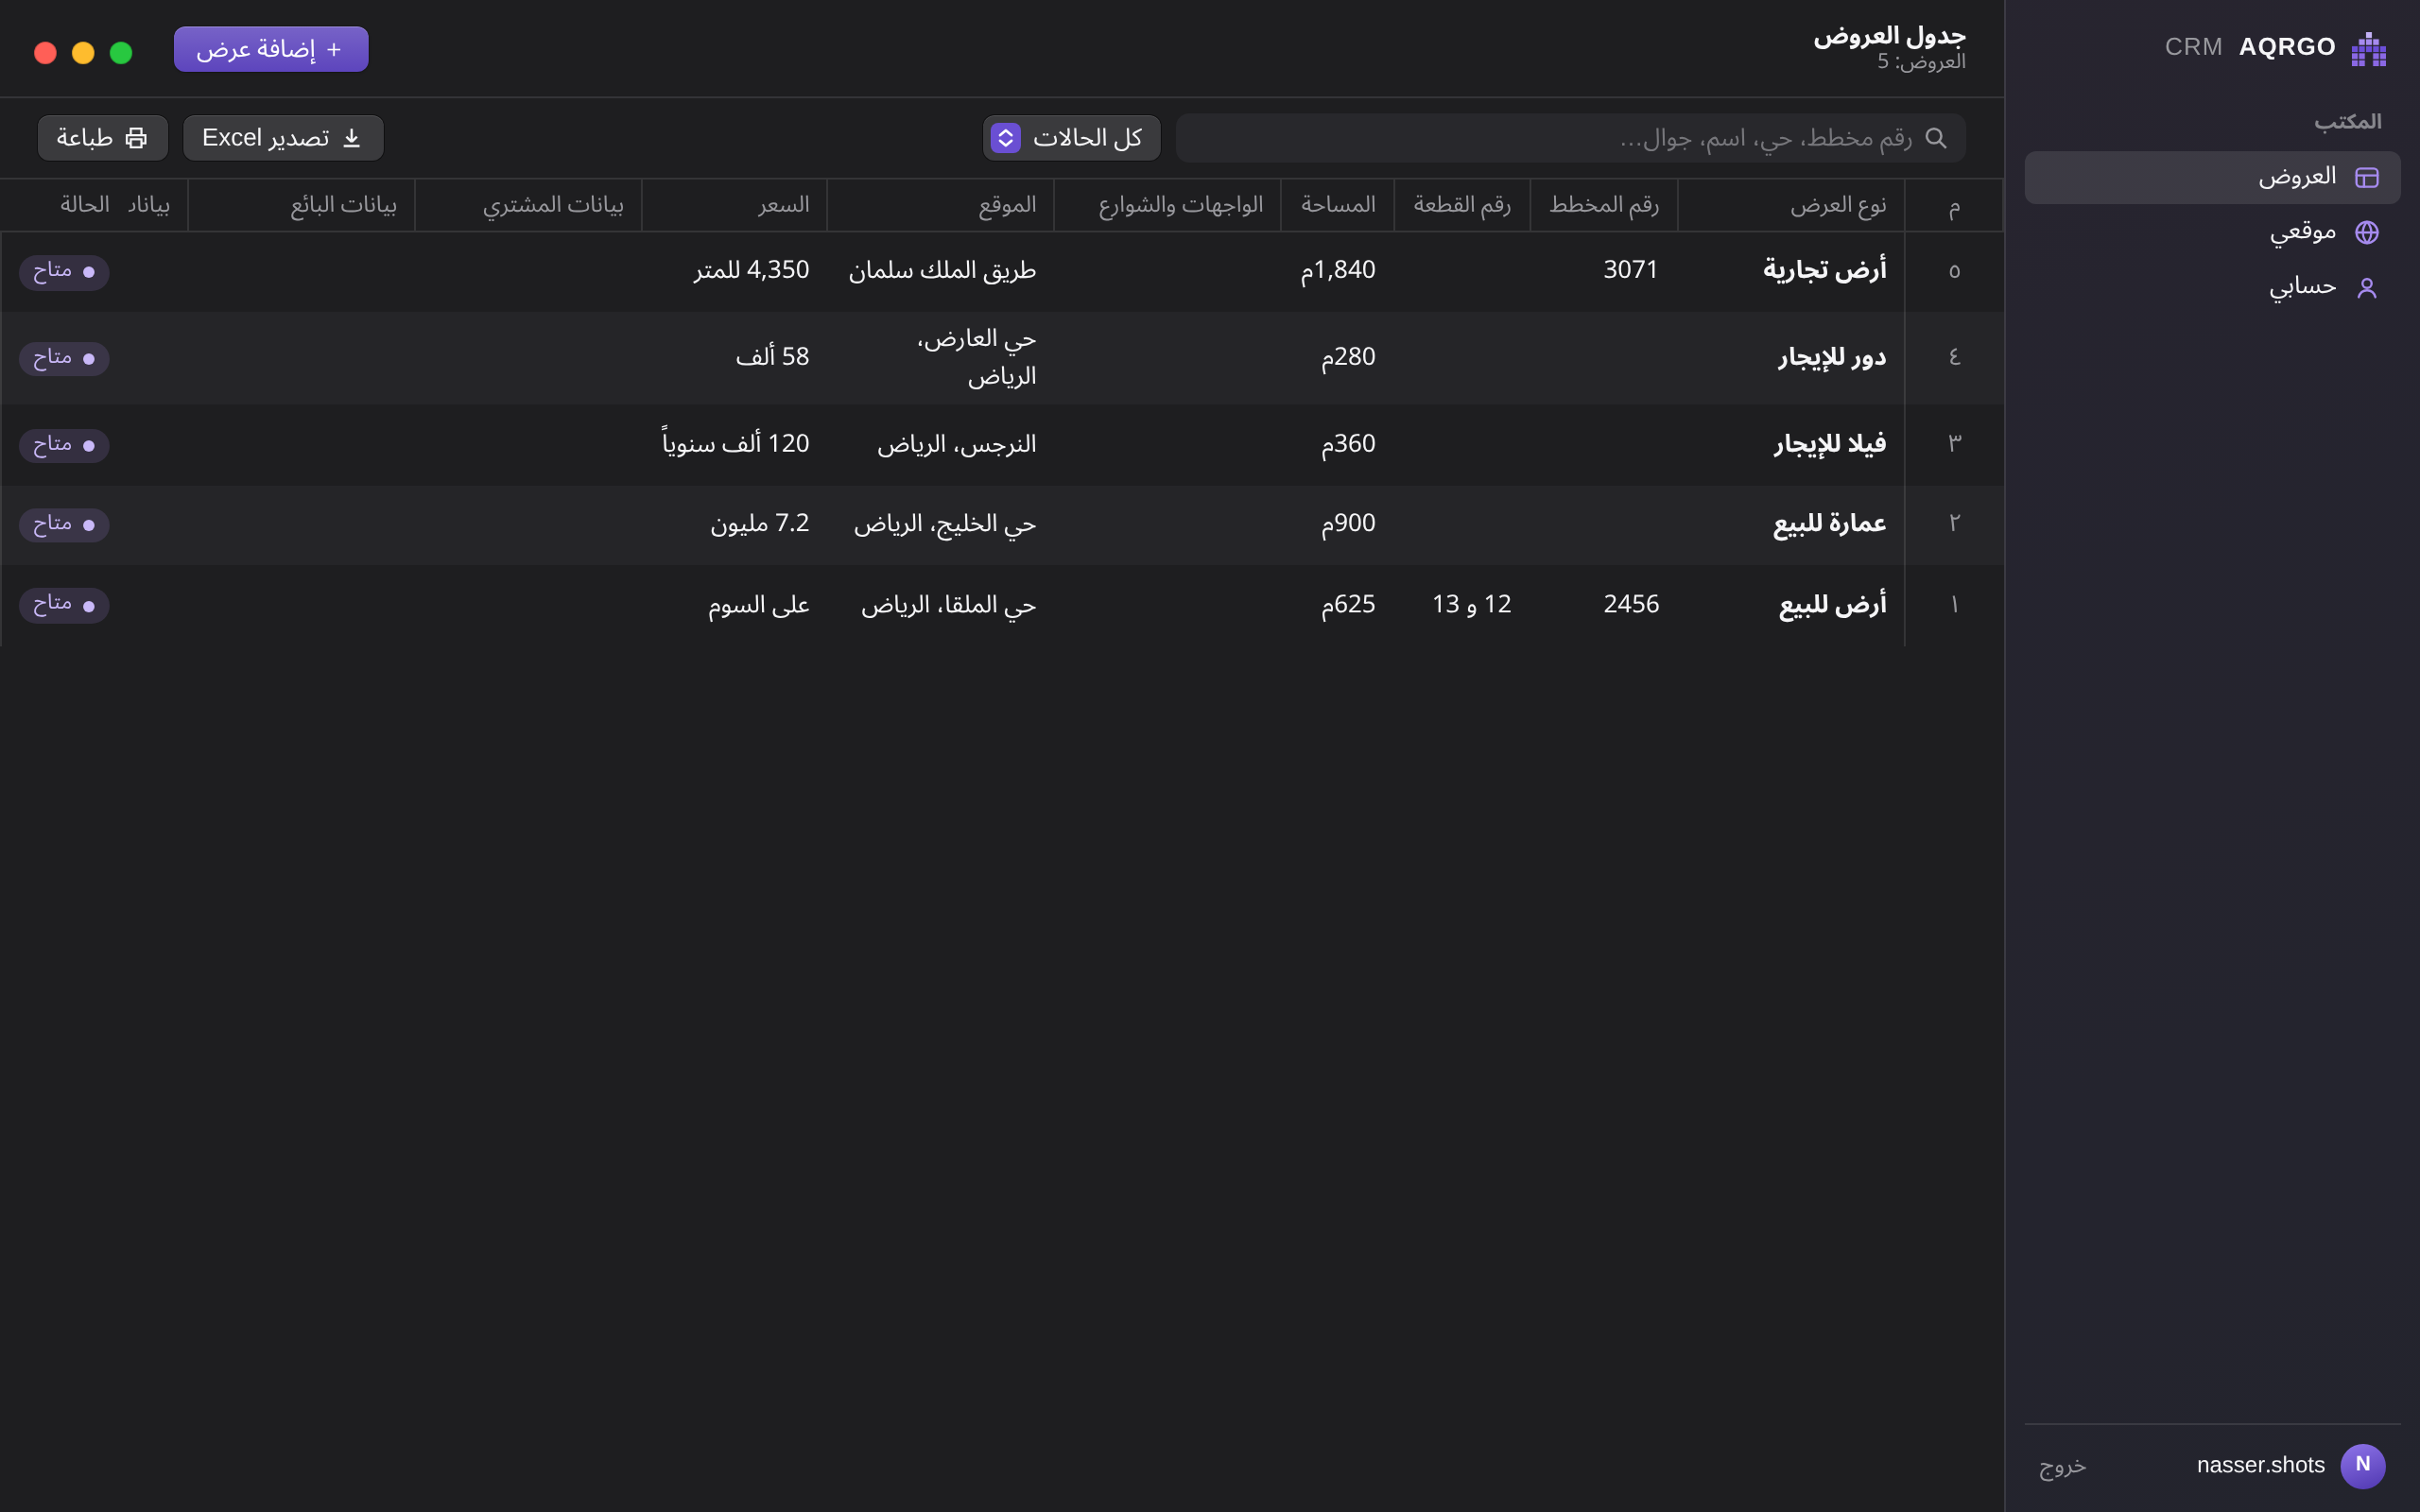 AQRGO CRM
المكتب
العروض
موقعي
حسابي
N nasser.shots خروج
جدول العروض
العروض: 5
+ إضافة عرض
رقم مخطط، حي، اسم، جوال...
كل الحالات
تصدير Excel
طباعة
م نوع العرض رقم المخطط رقم القطعة المساحة الواجهات والشوارع الموقع السعر بيانات المشتري بيانات البائع الحالة
٥ أرض تجارية 3071 1,840م طريق الملك سلمان 4,350 للمتر متاح
٤ دور للإيجار 280م حي العارض، الرياض 58 ألف متاح
٣ فيلا للإيجار 360م النرجس، الرياض 120 ألف سنوياً متاح
٢ عمارة للبيع 900م حي الخليج، الرياض 7.2 مليون متاح
١ أرض للبيع 2456 12 و 13 625م حي الملقا، الرياض على السوم متاح